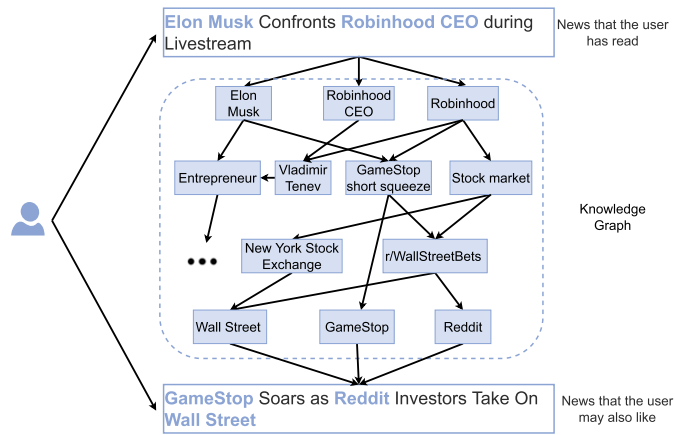 Elon Musk Confronts Robinhood CEO during
Livestream
News that the user
has read
Elon
Musk
Robinhood
CEO
Robinhood
Entrepreneur
Vladimir
Tenev
GameStop
short squeeze
Stock market
Knowledge
Graph
New York Stock
Exchange
r/WallStreetBets
Wall Street
GameStop
Reddit
GameStop Soars as Reddit Investors Take On
Wall Street
News that the user
may also like